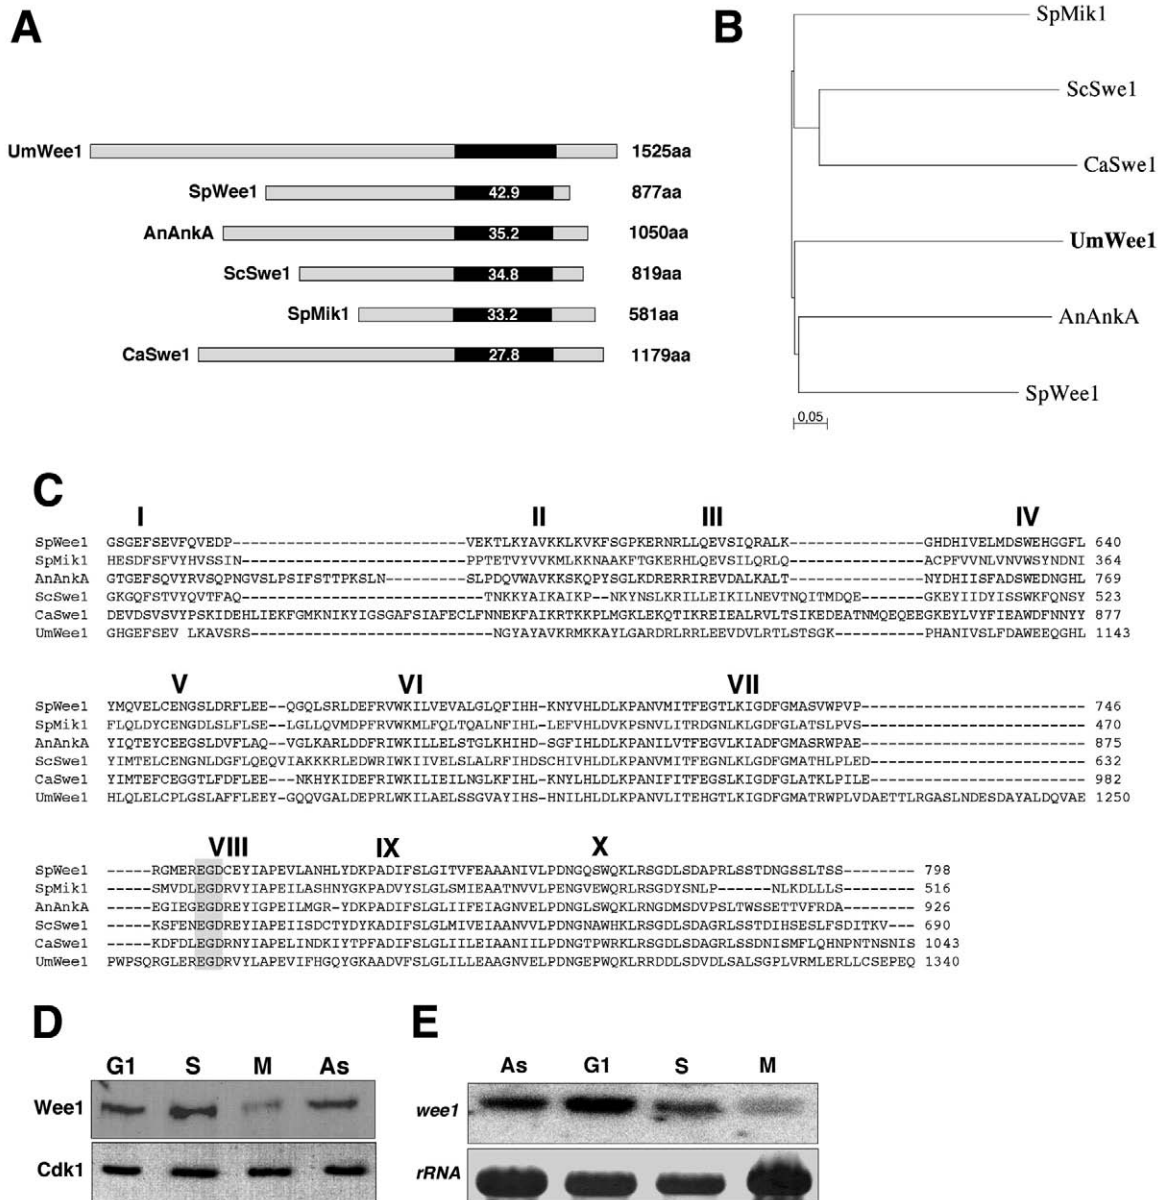 A
UmWee1 1525aa
SpWee1 42.9 877aa
AnAnkA 35.2 1050aa
ScSwe1 34.8 819aa
SpMik1 33.2 581aa
CaSwe1 27.8 1179aa
B
SpMik1
ScSwe1
CaSwe1
UmWee1
AnAnkA
SpWee1
0,05
C
I II III IV
SpWee1 GSGEFSEVFQVEDP--------------------------VEKTLKYAVKKLKVKFSGPKERNRLLQEVSIQRALK---------------GHDHIVELMDSWEHGGFL 640
SpMik1 HESDFSFVYHVSSIN-------------------------PPTETVYVVKMLKKNAAKFTGKERHLQEVSILQRLQ---------------ACPFVVNLVNVWSYNDNI 364
AnAnkA GTGEFSQVYRVSQPNGVSLPSIFSTTPKSLN---------SLPDQVWAVKKSKQPYSGLKDRERRIREVDALKALT---------------NYDHIISFADSWEDNGHL 769
ScSwe1 GKGQFSTVYQVTFAQ---------------------------TNKKYAIKAIKP--NKYNSLKRILLEIKILNEVTNQITMDQE-------GKEYIIDYISSWKFQNSY 523
CaSwe1 DEVDSVSVYPSKIDEHLIEKFGMKNIKYIGSGAFSIAFECLFNNEKFAIKRTKKPLMGKLEKQTIKREIEALRVLTSIKEDEATNMQEQEEGKEYLVYFIEAWDFNNYY 877
UmWee1 GHGEFSEV LKAVSRS---------------------------NGYAYAVKRMKKAYLGARDRLRRLEEVDVLRTLSTSGK----------PHANIVSLFDAWEEQGHL 1143
V VI VII
SpWee1 YMQVELCENGSLDRFLEE--QGQLSRLDEFRVWKILVEVALGLQFIHH-KNYVHLDLKPANVMITFEGTLKIGDFGMASVWPVP------------------------- 746
SpMik1 FLQLDYCENGDLSLFLSE--LGLLQVMDPFRVWKMLFQLTQALNFIHL-LEFVHLDVKPSNVLITRDGNLKLGDFGLATSLPVS------------------------- 470
AnAnkA YIQTEYCEEGSLDVFLAQ--VGLKARLDDFRIWKILLELSTGLKHIHD-SGFIHLDLKPANILVTFEGVLKIADFGMASRWPAE------------------------- 875
ScSwe1 YIMTELCENGNLDGFLQEQVIAKKKRLEDWRIWKIIVELSLALRFIHDSCHIVHLDLKPANVMITFEGNLKLGDFGMATHLPLED------------------------ 632
CaSwe1 YIMTEFCEGGTLFDFLEE--NKHYKIDEFRIWKILIEILNGLKFIHL-KNYLHLDLKPANIFITFEGSLKIGDFGLATKLPILE------------------------ 982
UmWee1 HLQLELCPLGSLAFFLEEY-GQQVGALDEPRLWKILAELSSGVAYIHS-HNILHLDLKPANVLITEHGTLKIGDFGMATRWPLVDAETTLRGASLNDESDAYALDQVAE 1250
VIII IX X
SpWee1 -----RGMEREGDCEYIAPEVLANHLYDKPADIFSLGITVFEAAANIVLPDNGQSWQKLRSGDLSDAPRLSSTDNGSSLTSS-------- 798
SpMik1 -----SMVDLEGDRVYIAPEILASHNYGKPADVYSLGLSMIEAATNVVLPENGVEWQRLRSGDYSNLP------NLKDLLLS-------- 516
AnAnkA -----EGIEGEGDREYIGPEILMGR-YDKPADIFSLGLIIFEIAGNVELPDNGLSWQKLRNGDMSDVPSLTWSSETTVFRDA-------- 926
ScSwe1 -----KSFENEGDREYIAPEIISDCTYDYKADIFSLGLMIVEIAANVVLPDNGNAWHKLRSGDLSDAGRLSSTDIHSESLFSDITKV--- 690
CaSwe1 -----KDFDLEGDRNYIAPELINDKIYTPFADIFSLGLIILEIAANIILPDNGTPWRKLRSGDLSDAGRLSSDNISMFLQHNPNTNSNIS 1043
UmWee1 PWPSQRGLEREGDRVYLAPEVIFHGQYGKAADVFSLGLILLEAAGNVELPDNGEPWQKLRRDDLSDVDLSALSGPLVRMLERLLCSEPEQ 1340
D
G1 S M As
Wee1
Cdk1
E
As G1 S M
wee1
rRNA